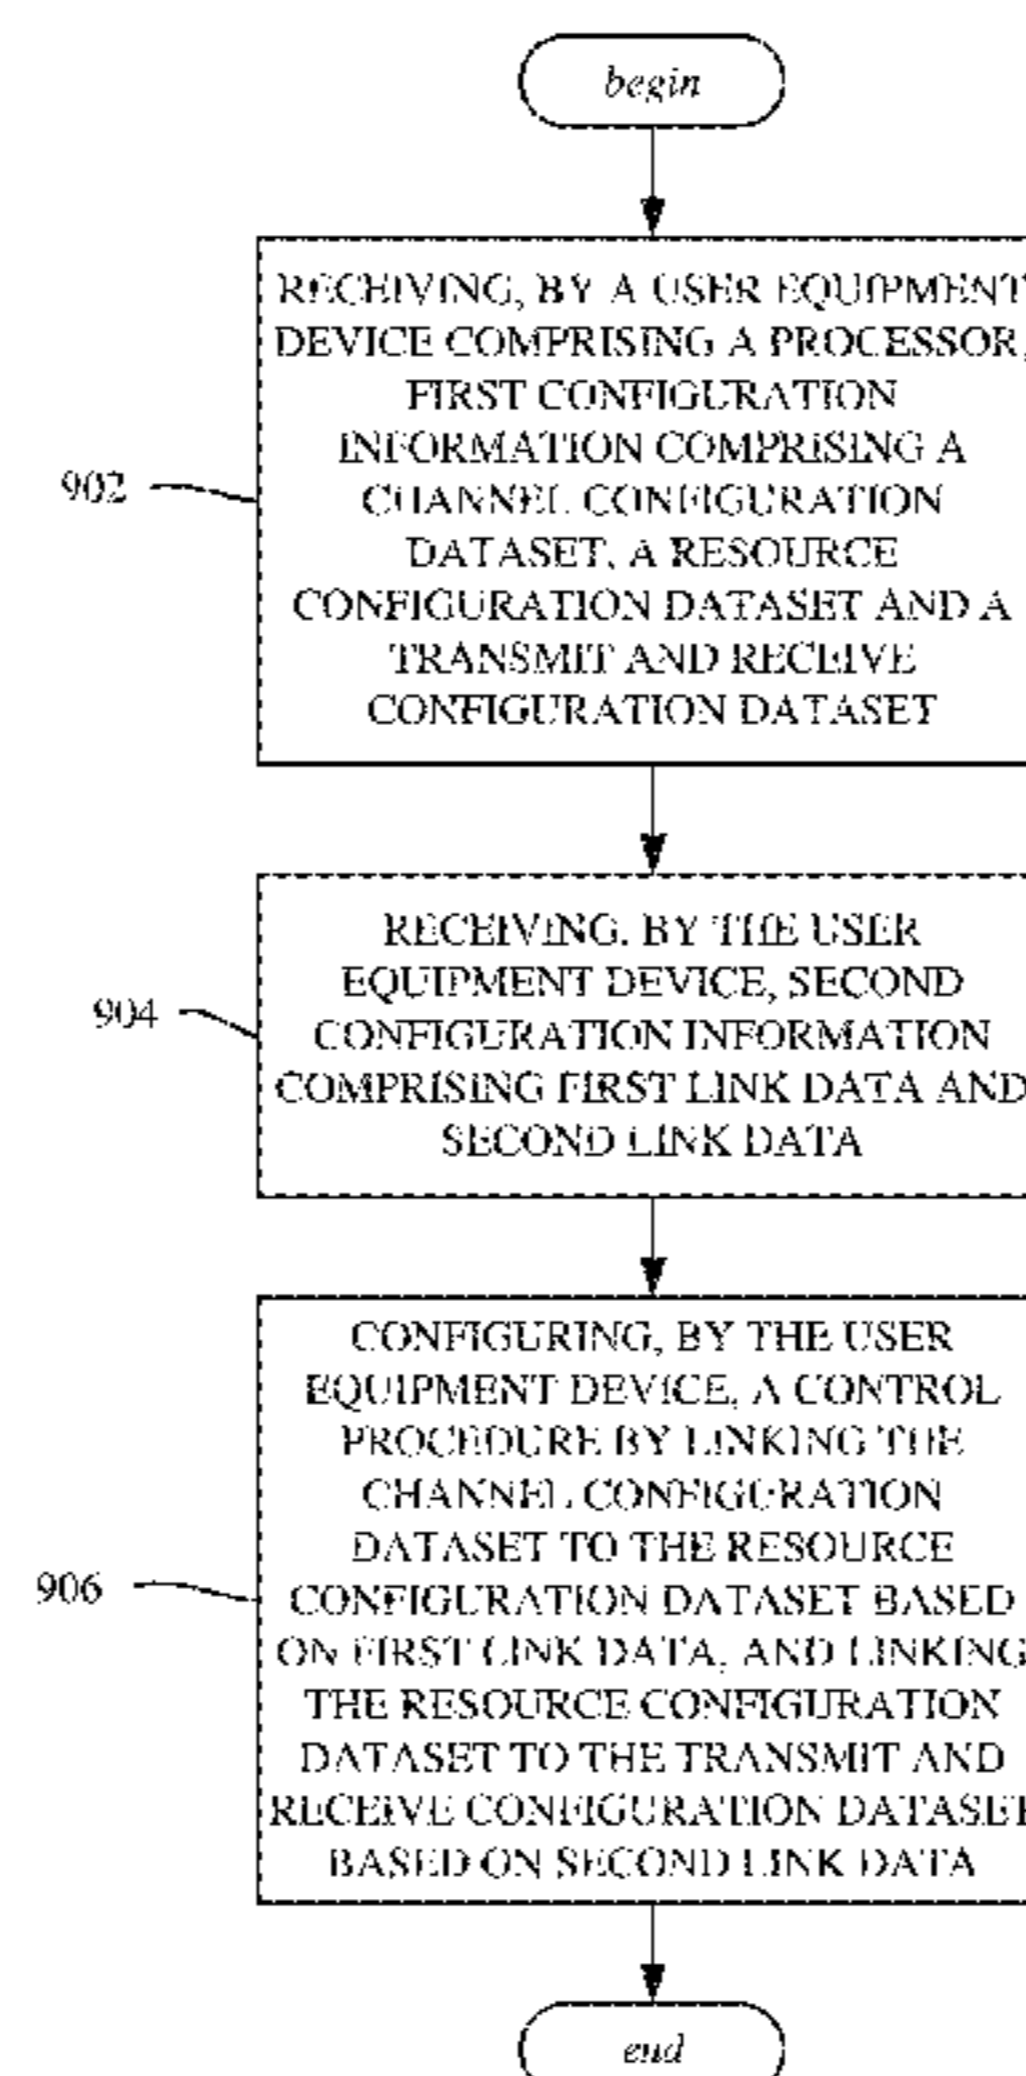 begin
RECEIVING, BY A USER EQUIPMENT
DEVICE COMPRISING A PROCESSOR,
FIRST CONFIGURATION
INFORMATION COMPRISING A
CHANNEL CONFIGURATION
DATASET, A RESOURCE
CONFIGURATION DATASET AND A
TRANSMIT AND RECEIVE
CONFIGURATION DATASET
902
RECEIVING, BY THE USER
EQUIPMENT DEVICE, SECOND
CONFIGURATION INFORMATION
COMPRISING FIRST LINK DATA AND
SECOND LINK DATA
904
CONFIGURING, BY THE USER
EQUIPMENT DEVICE, A CONTROL
PROCEDURE BY LINKING THE
CHANNEL CONFIGURATION
DATASET TO THE RESOURCE
CONFIGURATION DATASET BASED
ON FIRST LINK DATA, AND LINKING
THE RESOURCE CONFIGURATION
DATASET TO THE TRANSMIT AND
RECEIVE CONFIGURATION DATASET
BASED ON SECOND LINK DATA
906
end